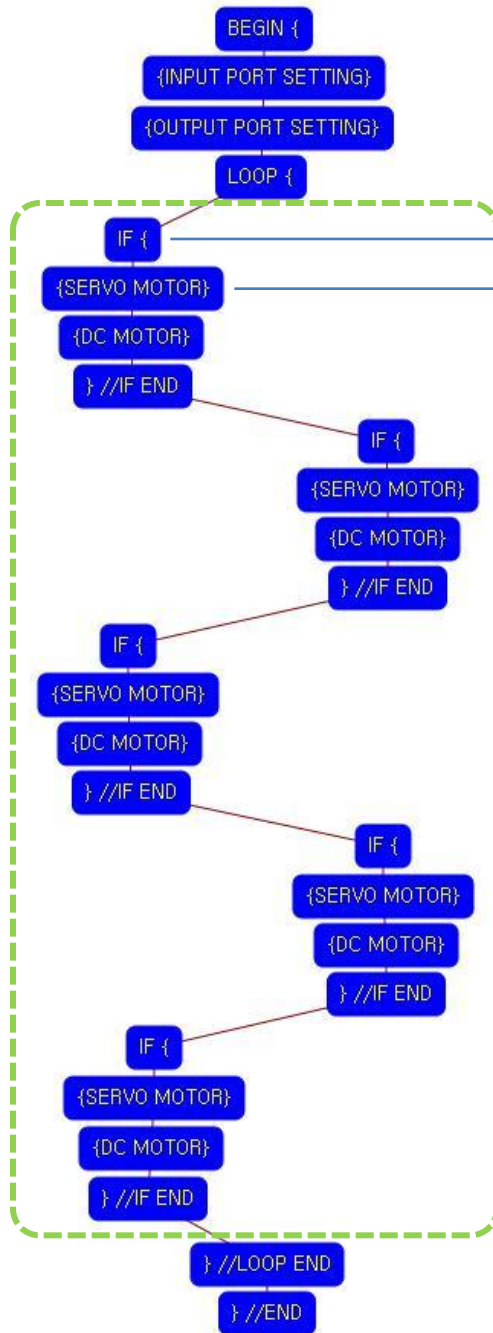 BEGIN {
{INPUT PORT SETTING}
{OUTPUT PORT SETTING}
LOOP {
IF {
{SERVO MOTOR}
{DC MOTOR}
} //IF END
IF {
{SERVO MOTOR}
{DC MOTOR}
} //IF END
IF {
{SERVO MOTOR}
{DC MOTOR}
} //IF END
IF {
{SERVO MOTOR}
{DC MOTOR}
} //IF END
IF {
{SERVO MOTOR}
{DC MOTOR}
} //IF END
} //LOOP END
} //END